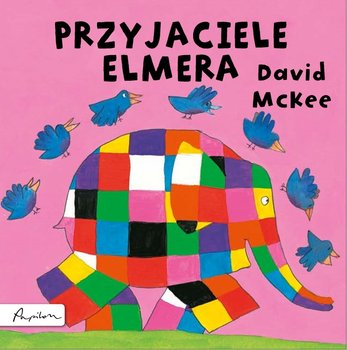 PRZYJACIELE
ELMERA
David
McKee
Papilon